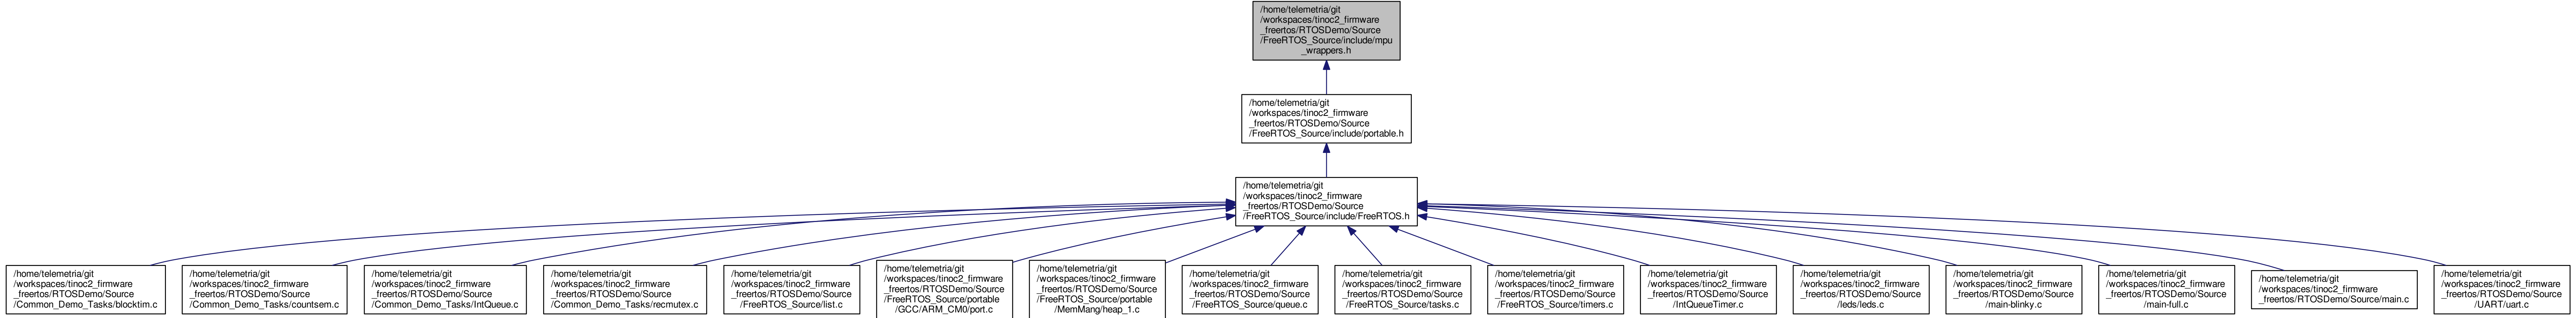 /home/telemetria/git
/workspaces/tinoc2_firmware
_freertos/RTOSDemo/Source
/FreeRTOS_Source/include/mpu
_wrappers.h
/home/telemetria/git
/workspaces/tinoc2_firmware
_freertos/RTOSDemo/Source
/FreeRTOS_Source/include/portable.h
/home/telemetria/git
/workspaces/tinoc2_firmware
_freertos/RTOSDemo/Source
/FreeRTOS_Source/include/FreeRTOS.h
/home/telemetria/git
/workspaces/tinoc2_firmware
_freertos/RTOSDemo/Source
/Common_Demo_Tasks/blocktim.c
/home/telemetria/git
/workspaces/tinoc2_firmware
_freertos/RTOSDemo/Source
/Common_Demo_Tasks/countsem.c
/home/telemetria/git
/workspaces/tinoc2_firmware
_freertos/RTOSDemo/Source
/Common_Demo_Tasks/IntQueue.c
/home/telemetria/git
/workspaces/tinoc2_firmware
_freertos/RTOSDemo/Source
/Common_Demo_Tasks/recmutex.c
/home/telemetria/git
/workspaces/tinoc2_firmware
_freertos/RTOSDemo/Source
/FreeRTOS_Source/list.c
/home/telemetria/git
/workspaces/tinoc2_firmware
_freertos/RTOSDemo/Source
/FreeRTOS_Source/portable
/GCC/ARM_CM0/port.c
/home/telemetria/git
/workspaces/tinoc2_firmware
_freertos/RTOSDemo/Source
/FreeRTOS_Source/portable
/MemMang/heap_1.c
/home/telemetria/git
/workspaces/tinoc2_firmware
_freertos/RTOSDemo/Source
/FreeRTOS_Source/queue.c
/home/telemetria/git
/workspaces/tinoc2_firmware
_freertos/RTOSDemo/Source
/FreeRTOS_Source/tasks.c
/home/telemetria/git
/workspaces/tinoc2_firmware
_freertos/RTOSDemo/Source
/FreeRTOS_Source/timers.c
/home/telemetria/git
/workspaces/tinoc2_firmware
_freertos/RTOSDemo/Source
/IntQueueTimer.c
/home/telemetria/git
/workspaces/tinoc2_firmware
_freertos/RTOSDemo/Source
/leds/leds.c
/home/telemetria/git
/workspaces/tinoc2_firmware
_freertos/RTOSDemo/Source
/main-blinky.c
/home/telemetria/git
/workspaces/tinoc2_firmware
_freertos/RTOSDemo/Source
/main-full.c
/home/telemetria/git
/workspaces/tinoc2_firmware
_freertos/RTOSDemo/Source/main.c
/home/telemetria/git
/workspaces/tinoc2_firmware
_freertos/RTOSDemo/Source
/UART/uart.c